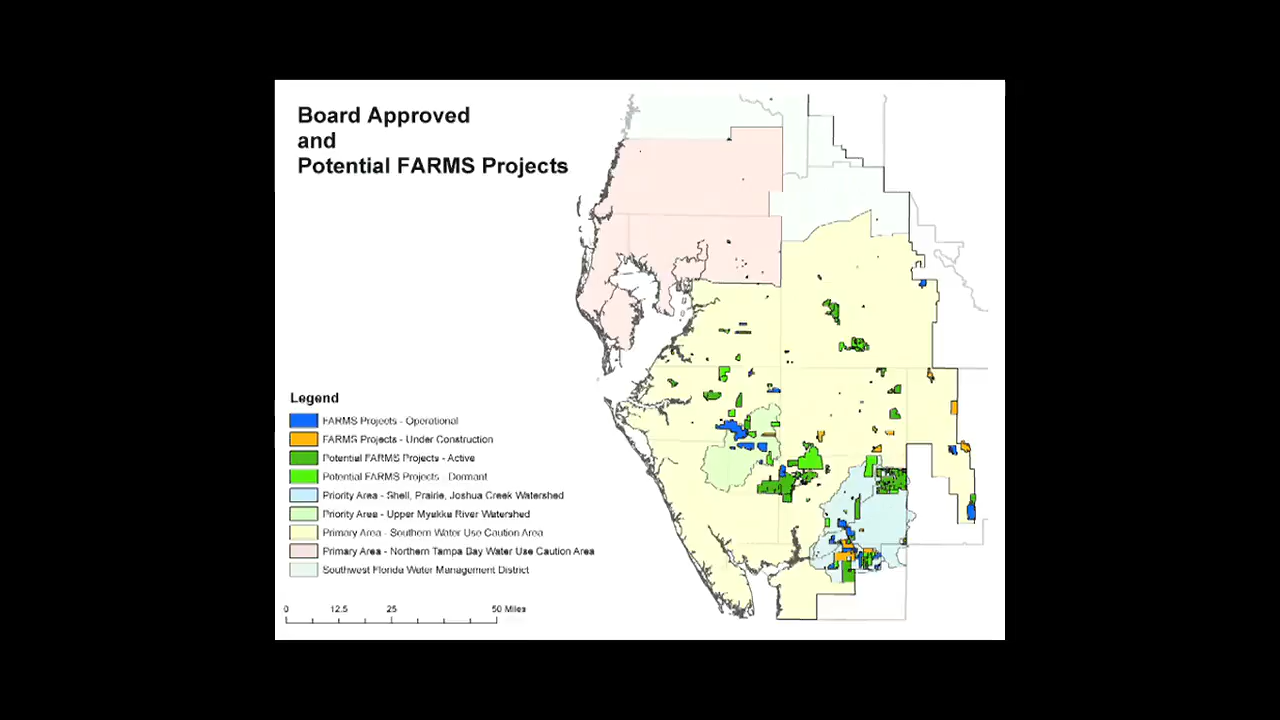 Board Approved
and
Potential FARMS Projects
Legend
FARMS Projects - Operational
FARMS Projects - Under Construction
Potential FARMS Projects - Active
Potential FARMS Projects - Dormant
Priority Area - Shell, Prairie, Joshua Creek Watershed
Priority Area - Upper Myakka River Watershed
Primary Area - Southern Water Use Caution Area
Primary Area - Northern Tampa Bay Water Use Caution Area
Southwest Florida Water Management District
0 12.5 25 50 Miles